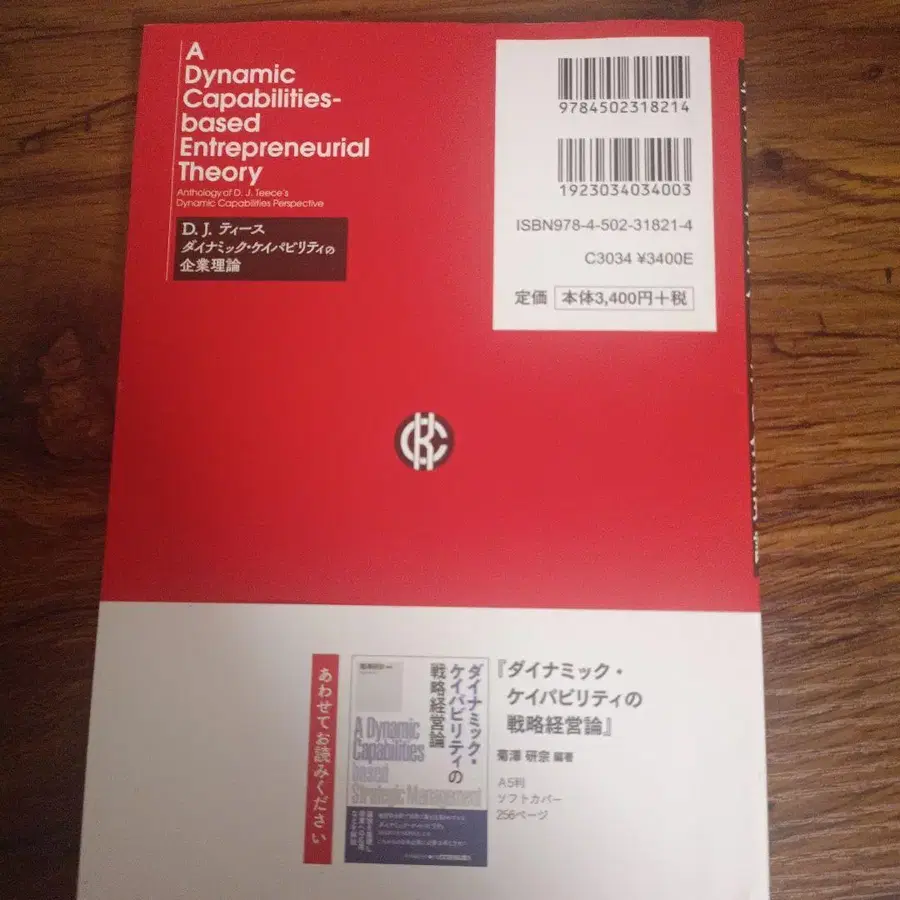 A
Dynamic
Capabilities-
based
Entrepreneurial
Theory
Anthology of D. J. Teece's
Dynamic Capabilities Perspective
D. J. ティース
ダイナミック・ケイパビリティの
企業理論
9784502318214
1923034034003
ISBN978-4-502-31821-4
C3034 ¥3400E
定価 本体3,400円+税
あわせてお読みください
ダイナミック・
ケイパビリティの
戦略経営論
A Dynamic
Capabilities
based
Strategic Management
『ダイナミック・
ケイパビリティの
戦略経営論』
菊澤 研宗 編著
A5判
ソフトカバー
256ページ